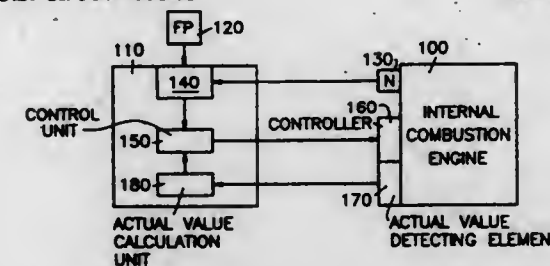 FP
120
110
130
100
N
140
160
CONTROL
UNIT
CONTROLLER
INTERNAL
COMBUSTION
ENGINE
150
180
170
ACTUAL VALUE
CALCULATION
UNIT
ACTUAL VALUE
DETECTING ELEMEN